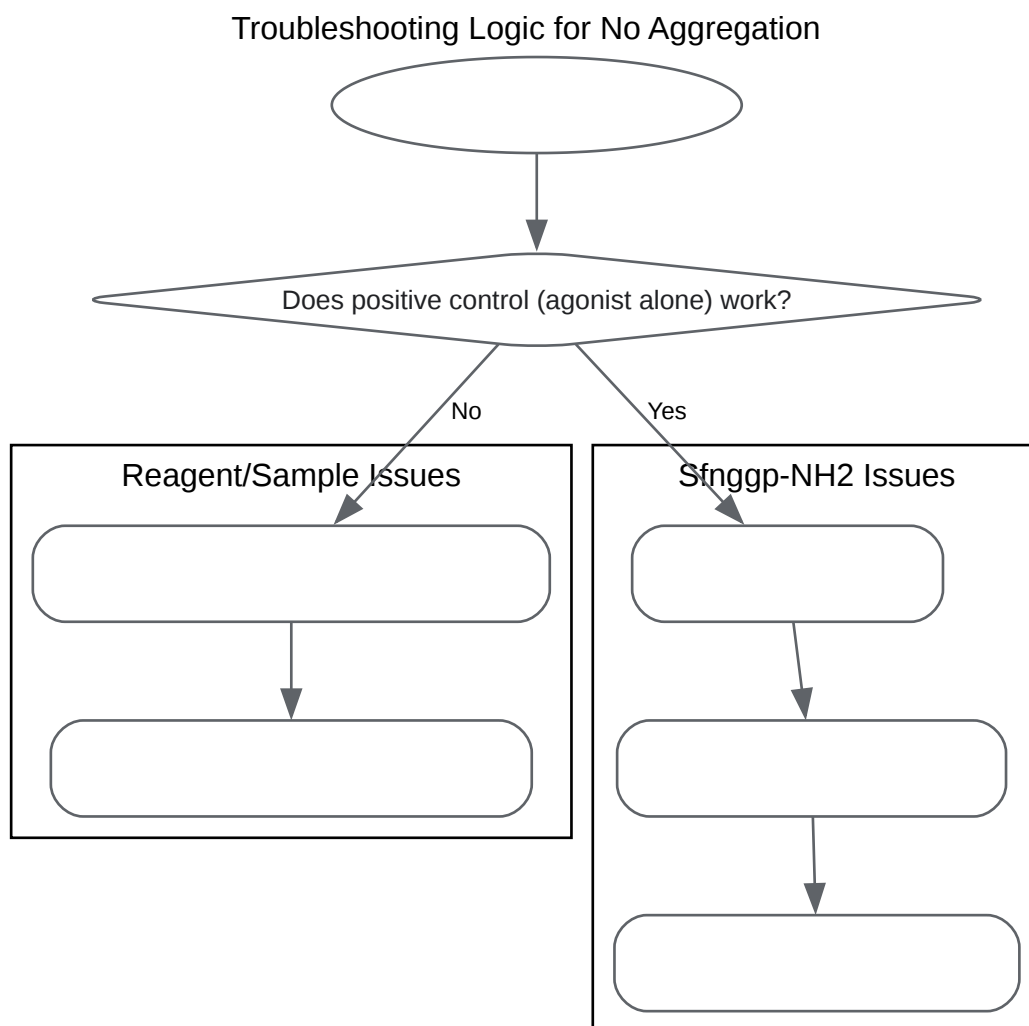 Troubleshooting Logic for No Aggregation
Does positive control (agonist alone) work?
No
Yes
Reagent/Sample Issues
Sfnggp-NH2 Issues